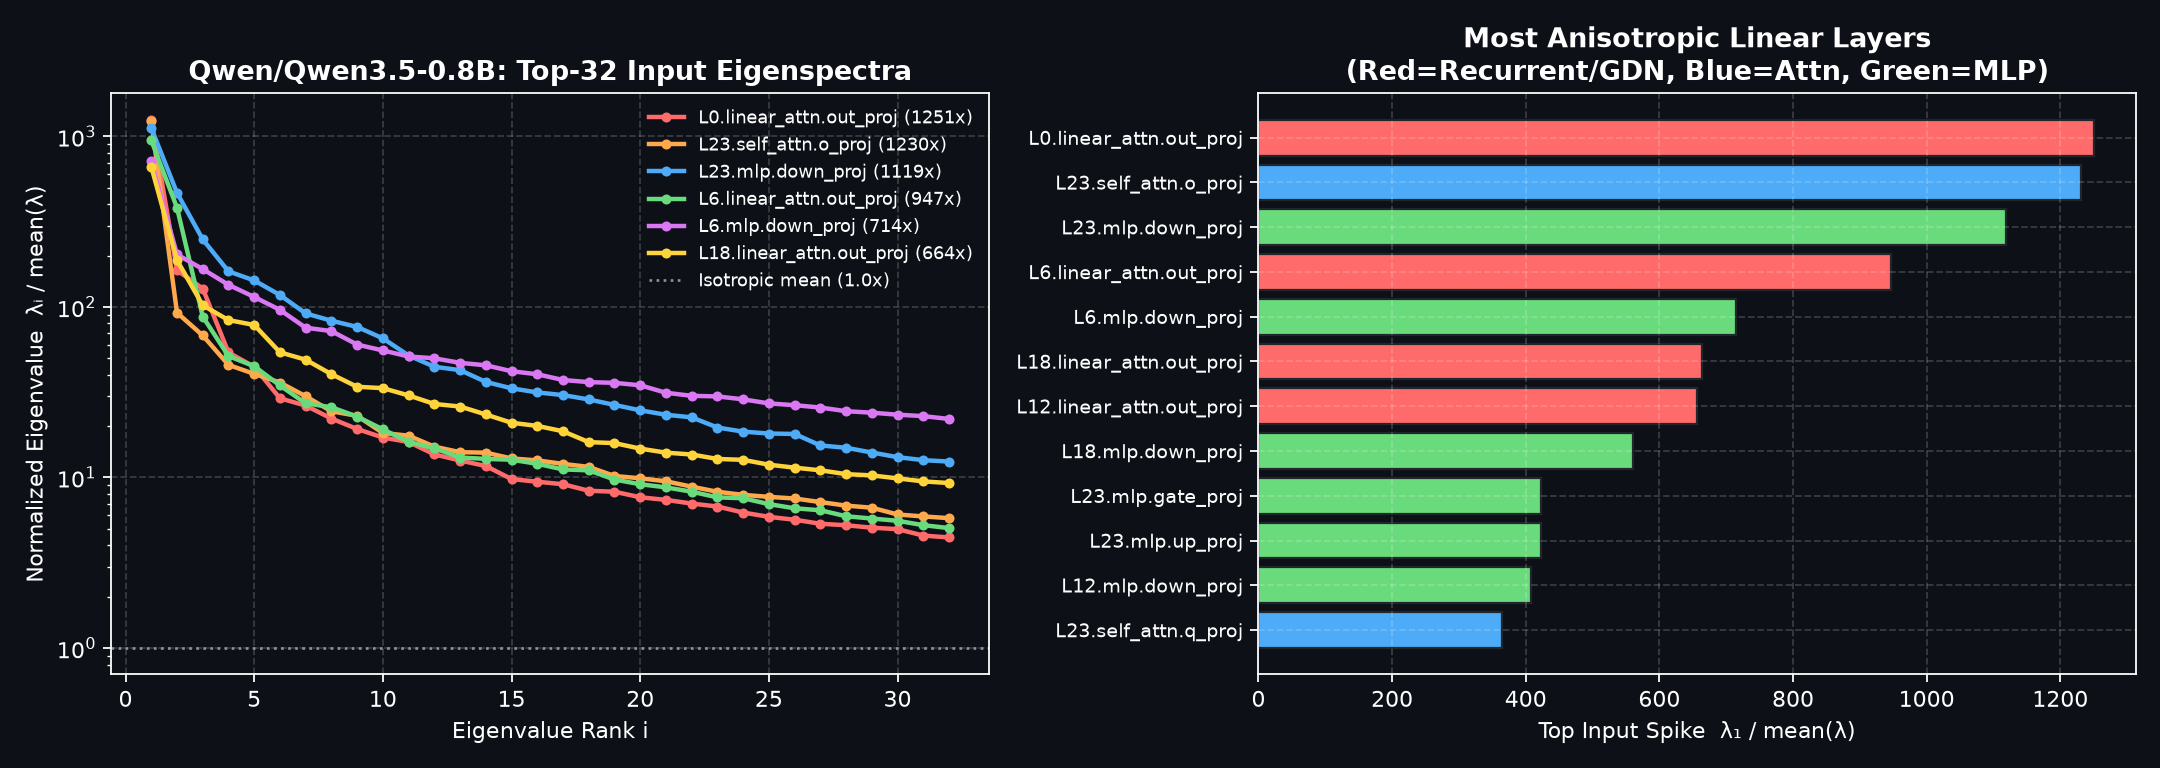 Qwen/Qwen3.5-0.8B: Top-32 Input Eigenspectra
Normalized Eigenvalue λᵢ / mean(λ)
10³
10²
10¹
10⁰
L0.linear_attn.out_proj (1251x)
L23.self_attn.o_proj (1230x)
L23.mlp.down_proj (1119x)
L6.linear_attn.out_proj (947x)
L6.mlp.down_proj (714x)
L18.linear_attn.out_proj (664x)
Isotropic mean (1.0x)
0 5 10 15 20 25 30
Eigenvalue Rank i
Most Anisotropic Linear Layers
(Red=Recurrent/GDN, Blue=Attn, Green=MLP)
L0.linear_attn.out_proj
L23.self_attn.o_proj
L23.mlp.down_proj
L6.linear_attn.out_proj
L6.mlp.down_proj
L18.linear_attn.out_proj
L12.linear_attn.out_proj
L18.mlp.down_proj
L23.mlp.gate_proj
L23.mlp.up_proj
L12.mlp.down_proj
L23.self_attn.q_proj
0 200 400 600 800 1000 1200
Top Input Spike λ₁ / mean(λ)